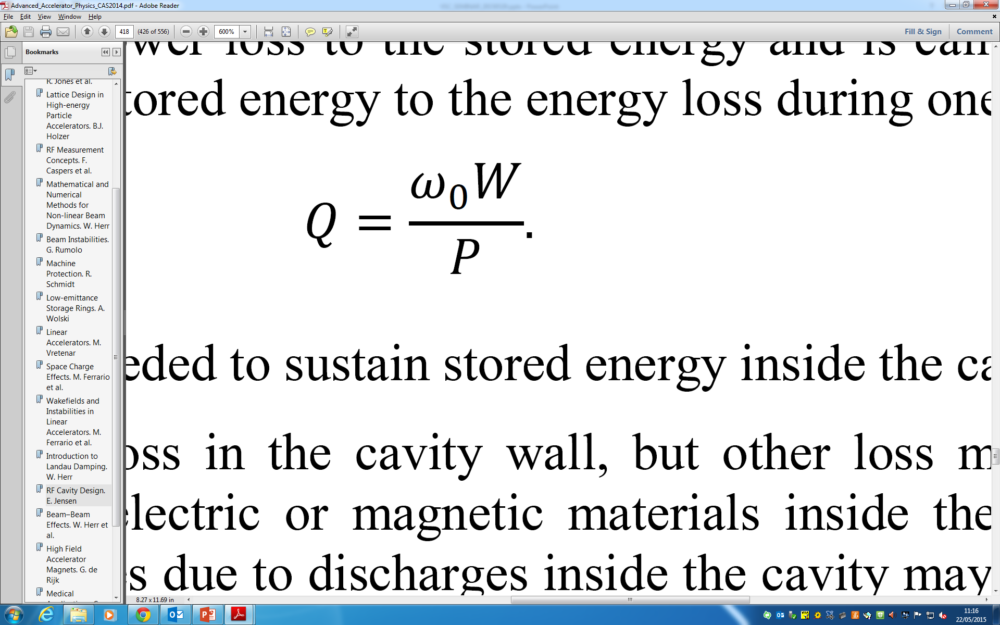 Advanced_Accelerator_Physics_CAS2014.pdf - Adobe Reader
File Edit View Window Help
418 (426 of 556) 600% Fill & Sign Comment
Bookmarks
R. Jones et al.
Lattice Design in
High-energy
Particle
Accelerators. B.J.
Holzer
RF Measurement
Concepts. F.
Caspers et al.
Mathematical and
Numerical
Methods for
Non-linear Beam
Dynamics. W. Herr
Beam Instabilities.
G. Rumolo
Machine
Protection. R.
Schmidt
Low-emittance
Storage Rings. A.
Wolski
Linear
Accelerators. M.
Vretenar
Space Charge
Effects. M. Ferrario
et al.
Wakefields and
Instabilities in
Linear
Accelerators. M.
Ferrario et al.
Introduction to
Landau Damping.
W. Herr
RF Cavity Design.
E. Jensen
Beam–Beam
Effects. W. Herr et
al.
High Field
Accelerator
Magnets. G. de
Rijk
Medical
ower loss to the stored energy and is call
tored energy to the energy loss during one
Q = ω₀W / P .
eded to sustain stored energy inside the ca
oss in the cavity wall, but other loss m
electric or magnetic materials inside the
s due to discharges inside the cavity may
8.27 x 11.69 in
11:16
22/05/2015